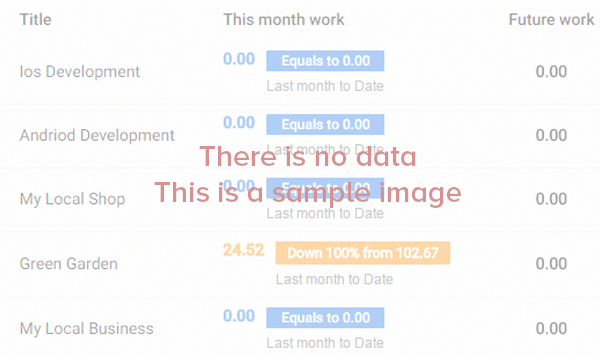 Title This month work Future work
0.00 Equals to 0.00
Ios Development 0.00
Last month to Date
0.00 Equals to 0.00
Andriod Development 0.00
Last month to Date
There is no data
0.00 Equals to 0.00
This is a sample image
My Local Shop 0.00
Last month to Date
24.52 Down 100% from 102.67
Green Garden 0.00
Last month to Date
0.00 Equals to 0.00
My Local Business 0.00
Last month to Date